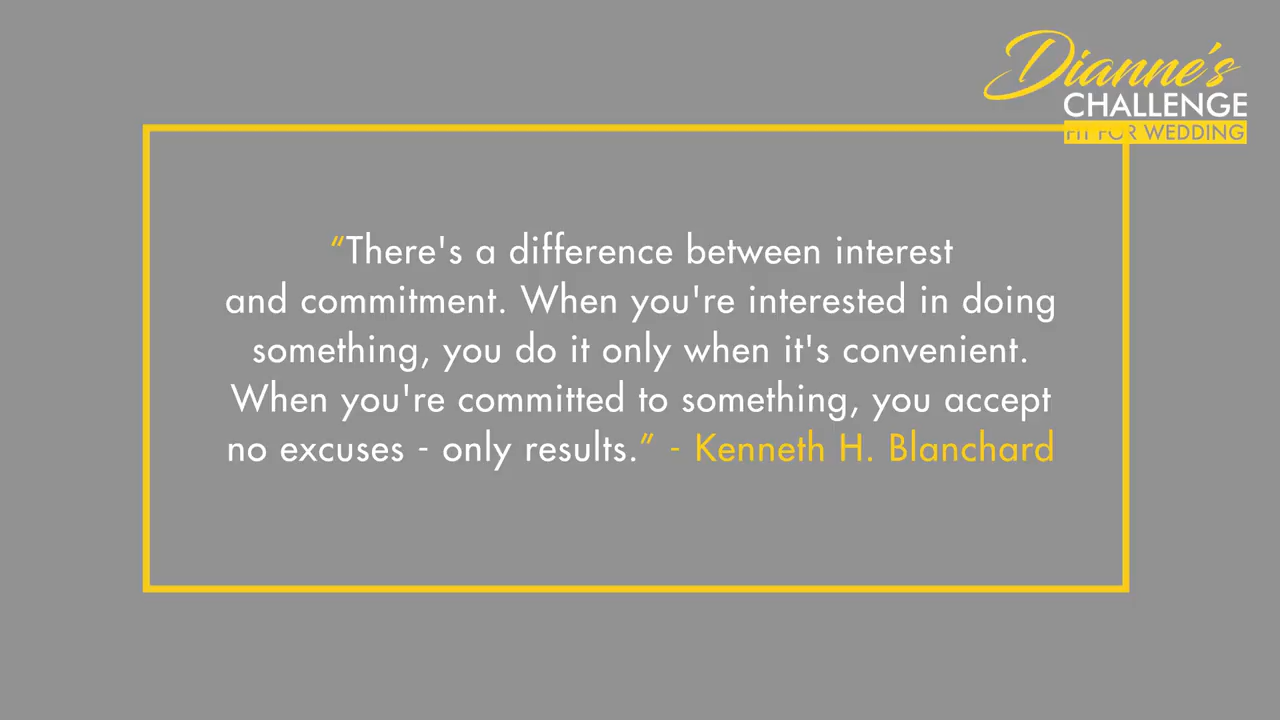 Dianne's
CHALLENGE
FIT FOR WEDDING
“There's a difference between interest
and commitment. When you're interested in doing
something, you do it only when it's convenient.
When you're committed to something, you accept
no excuses - only results.” - Kenneth H. Blanchard